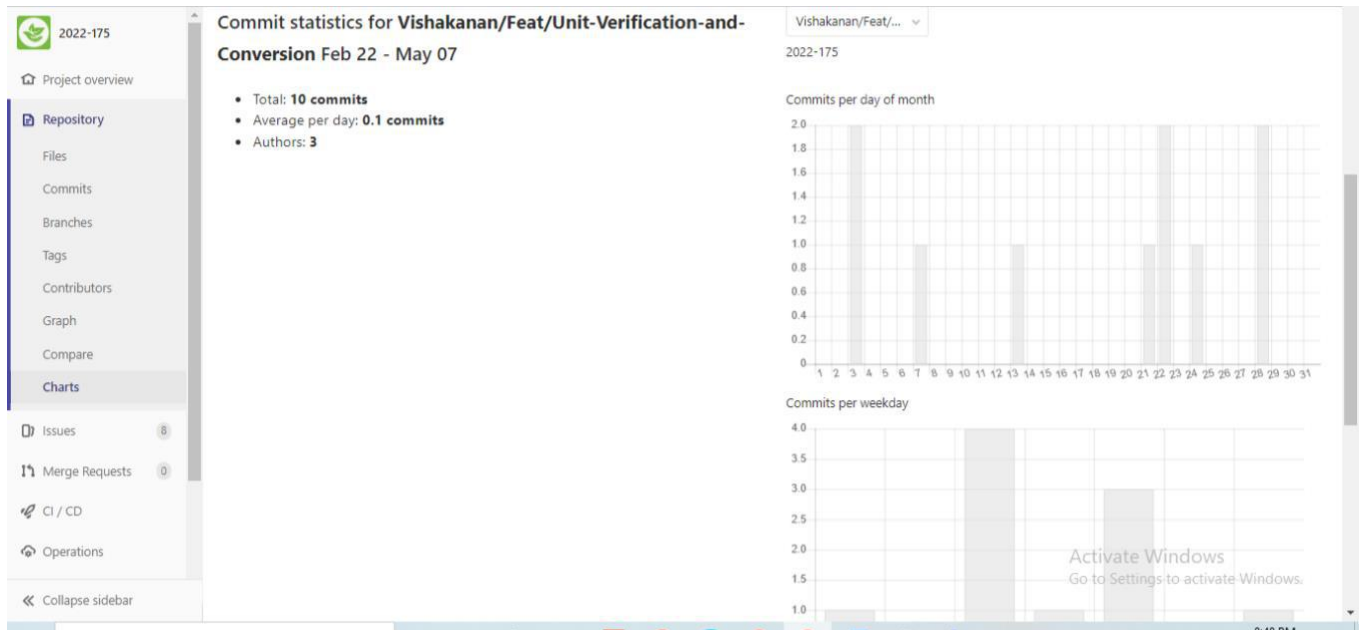 2022-175
Project overview
Repository
Files
Commits
Branches
Tags
Contributors
Graph
Compare
Charts
Issues 8
Merge Requests 0
CI / CD
Operations
Collapse sidebar
Commit statistics for Vishakanan/Feat/Unit-Verification-and-
Conversion Feb 22 - May 07
Total: 10 commits
Average per day: 0.1 commits
Authors: 3
Vishakanan/Feat/...
2022-175
Commits per day of month
2.0
1.8
1.6
1.4
1.2
1.0
0.8
0.6
0.4
0.2
0
1 2 3 4 5 6 7 8 9 10 11 12 13 14 15 16 17 18 19 20 21 22 23 24 25 26 27 28 29 30 31
Commits per weekday
4.0
3.5
3.0
2.5
2.0
1.5
1.0
Activate Windows
Go to Settings to activate Windows.